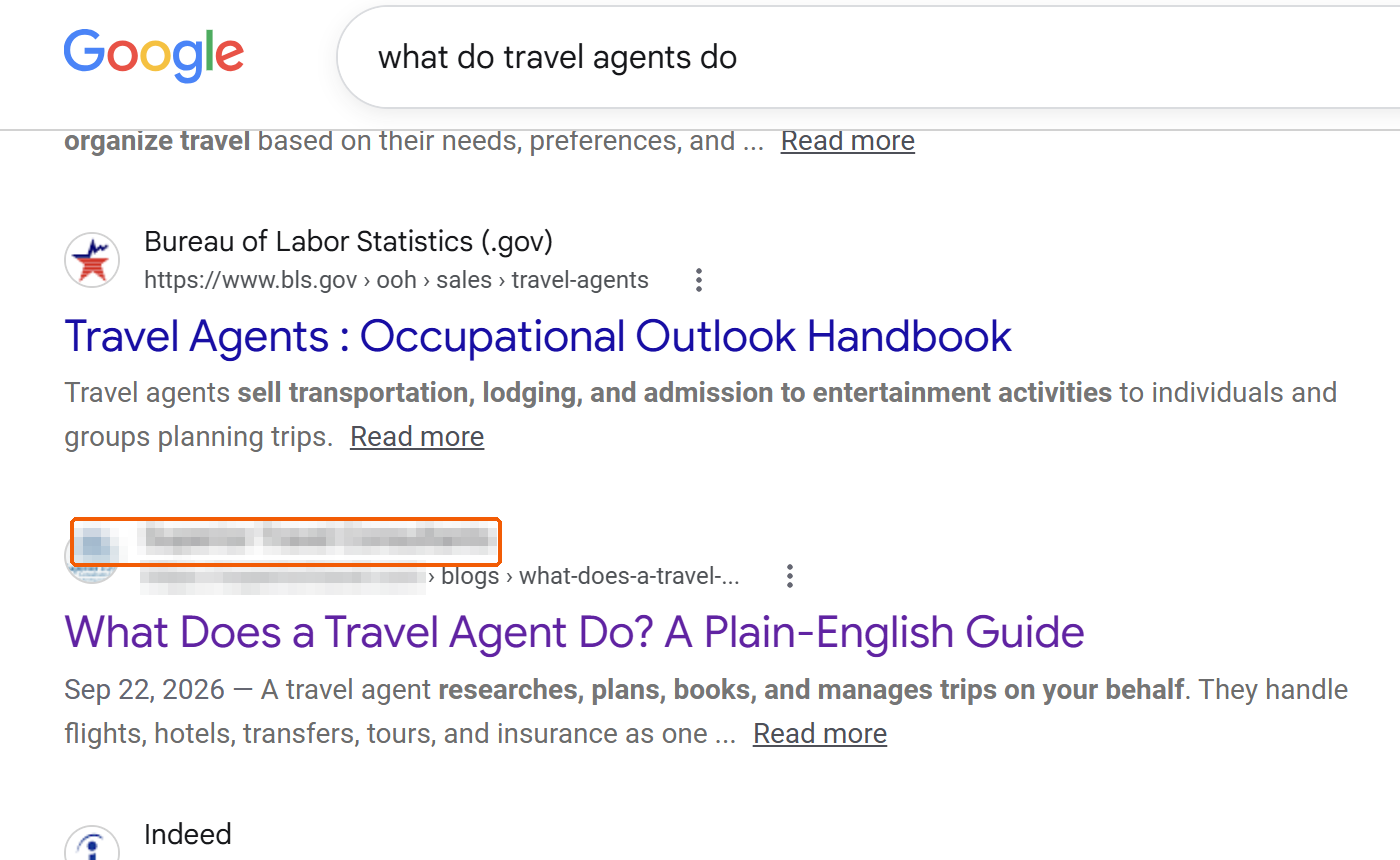 Google
what do travel agents do
organize travel based on their needs, preferences, and ... Read more
Bureau of Labor Statistics (.gov)
https://www.bls.gov › ooh › sales › travel-agents
Travel Agents : Occupational Outlook Handbook
Travel agents sell transportation, lodging, and admission to entertainment activities to individuals and
groups planning trips. Read more
› blogs › what-does-a-travel-...
What Does a Travel Agent Do? A Plain-English Guide
Sep 22, 2026 — A travel agent researches, plans, books, and manages trips on your behalf. They handle
flights, hotels, transfers, tours, and insurance as one ... Read more
Indeed